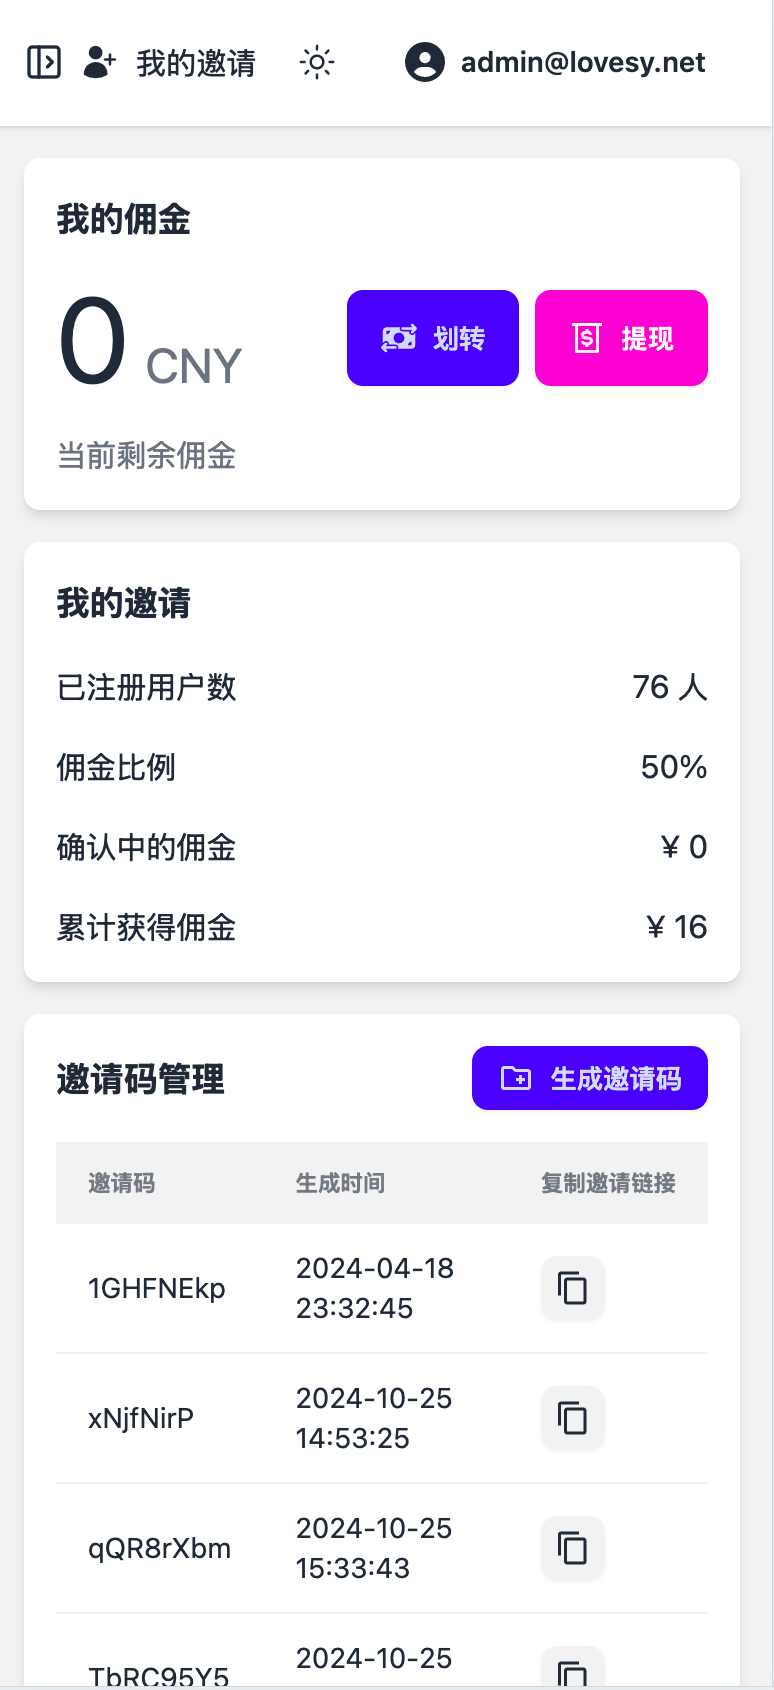 我的邀请
admin@lovesy.net
我的佣金
0 CNY
划转
提现
当前剩余佣金
我的邀请
已注册用户数
76 人
佣金比例
50%
确认中的佣金
¥ 0
累计获得佣金
¥ 16
邀请码管理
生成邀请码
邀请码
生成时间
复制邀请链接
1GHFNEkp
2024-04-18
23:32:45
xNjfNirP
2024-10-25
14:53:25
qQR8rXbm
2024-10-25
15:33:43
TbRC95Y5
2024-10-25